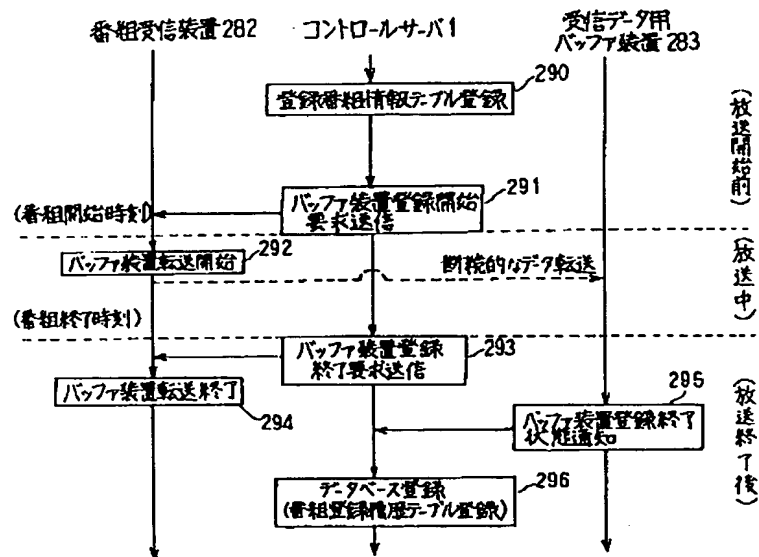 番組受信装置282
コントロールサーバ1
受信データ用
バッファ装置283
290
登録番組情報テーブル登録
(放送開始前)
291
バッファ装置登録開始
要求送信
(番組開始時刻)
292
バッファ装置転送開始
断続的なデータ転送
(放送中)
(番組終了時刻)
293
バッファ装置登録
終了要求送信
バッファ装置転送終了
294
295
バッファ装置登録終了
状態通知
(放送終了後)
296
データベース登録
(番組登録履歴テーブル登録)